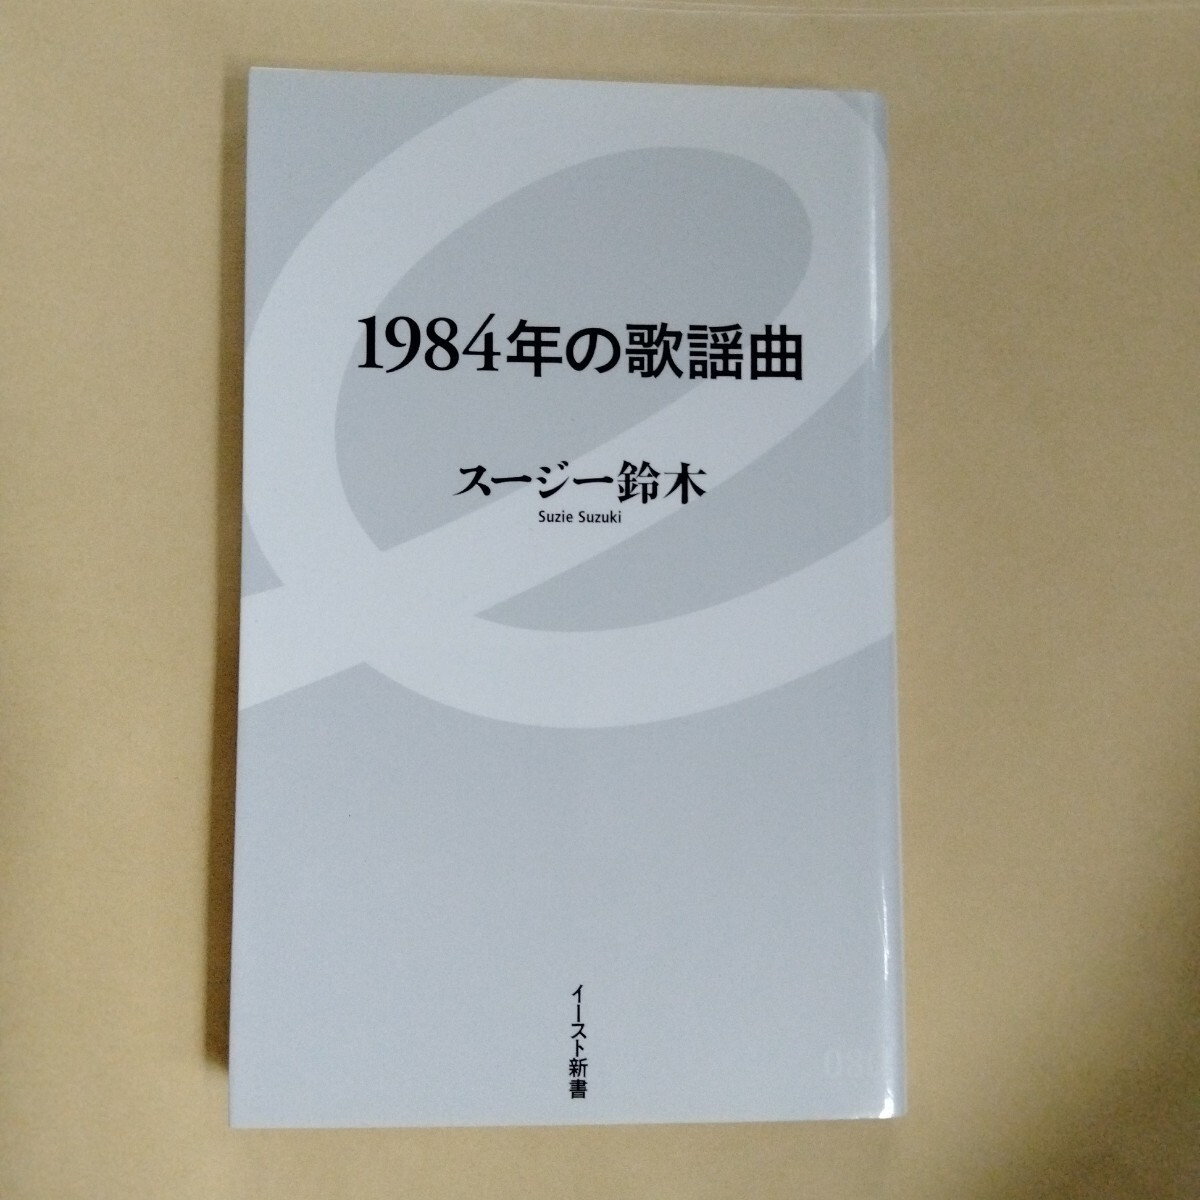 1984年の歌謡曲
スージー鈴木
Suzie Suzuki
イースト新書